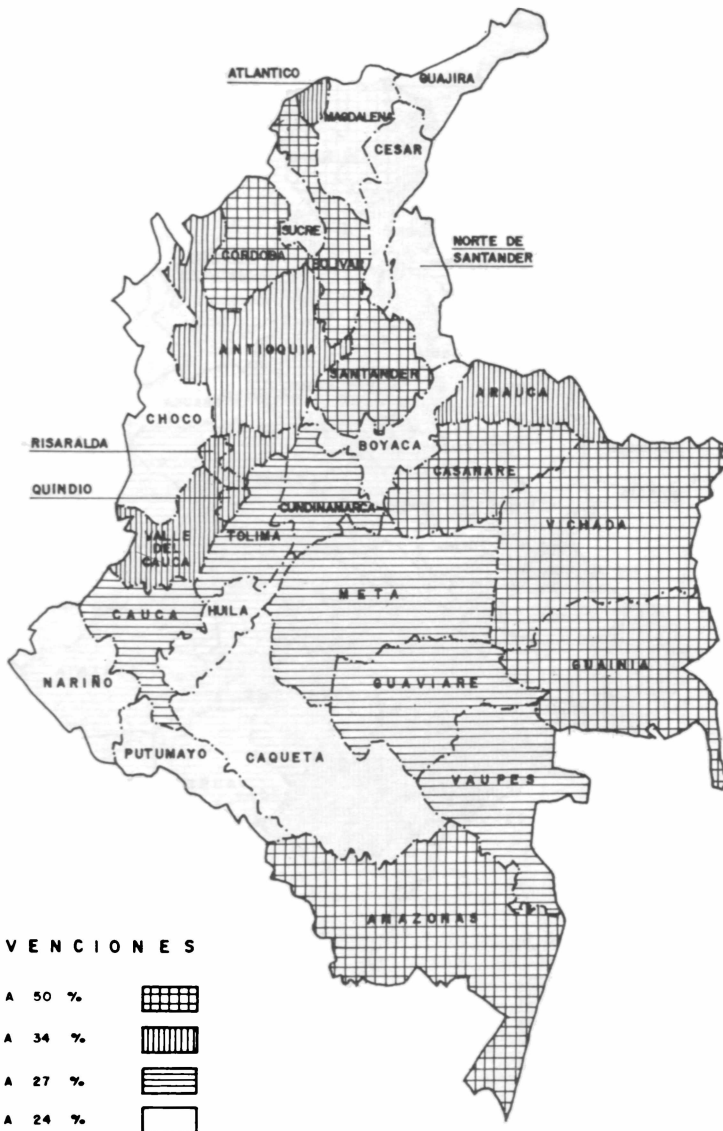 ATLANTICO
GUAJIRA
MAGDALENA
CESAR
SUCRE
NORTE DE
SANTANDER
CORDOBA
BOLIVAR
ANTIOQUIA
SANTANDER
ARAUCA
CHOCO
BOYACA
RISARALDA
CASANARE
QUINDIO
CUNDINAMARCA
VICHADA
TOLIMA
VALLE
DEL
CAUCA
META
HUILA
CAUCA
GUAINIA
NARIÑO
GUAVIARE
PUTUMAYO
CAQUETA
VAUPES
AMAZONAS
VENCIONES
A 50 %
A 34 %
A 27 %
A 24 %